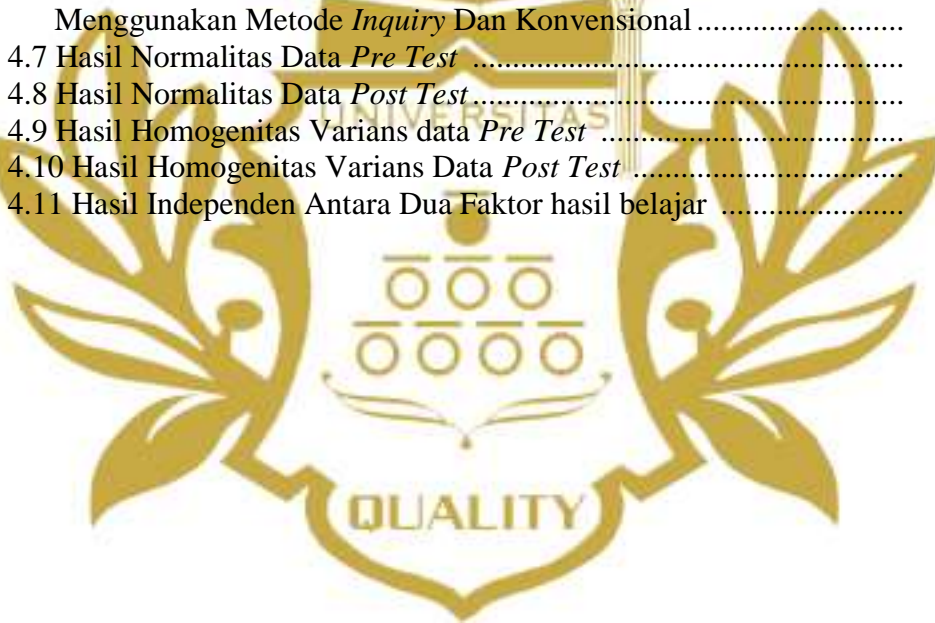 Menggunakan Metode Inquiry Dan Konvensional ..........................
4.7 Hasil Normalitas Data Pre Test ......................................................
4.8 Hasil Normalitas Data Post Test ......................................................
UNIVERSITAS
4.9 Hasil Homogenitas Varians data Pre Test ......................................
4.10 Hasil Homogenitas Varians Data Post Test ..................................
4.11 Hasil Independen Antara Dua Faktor hasil belajar .......................
QUALITY